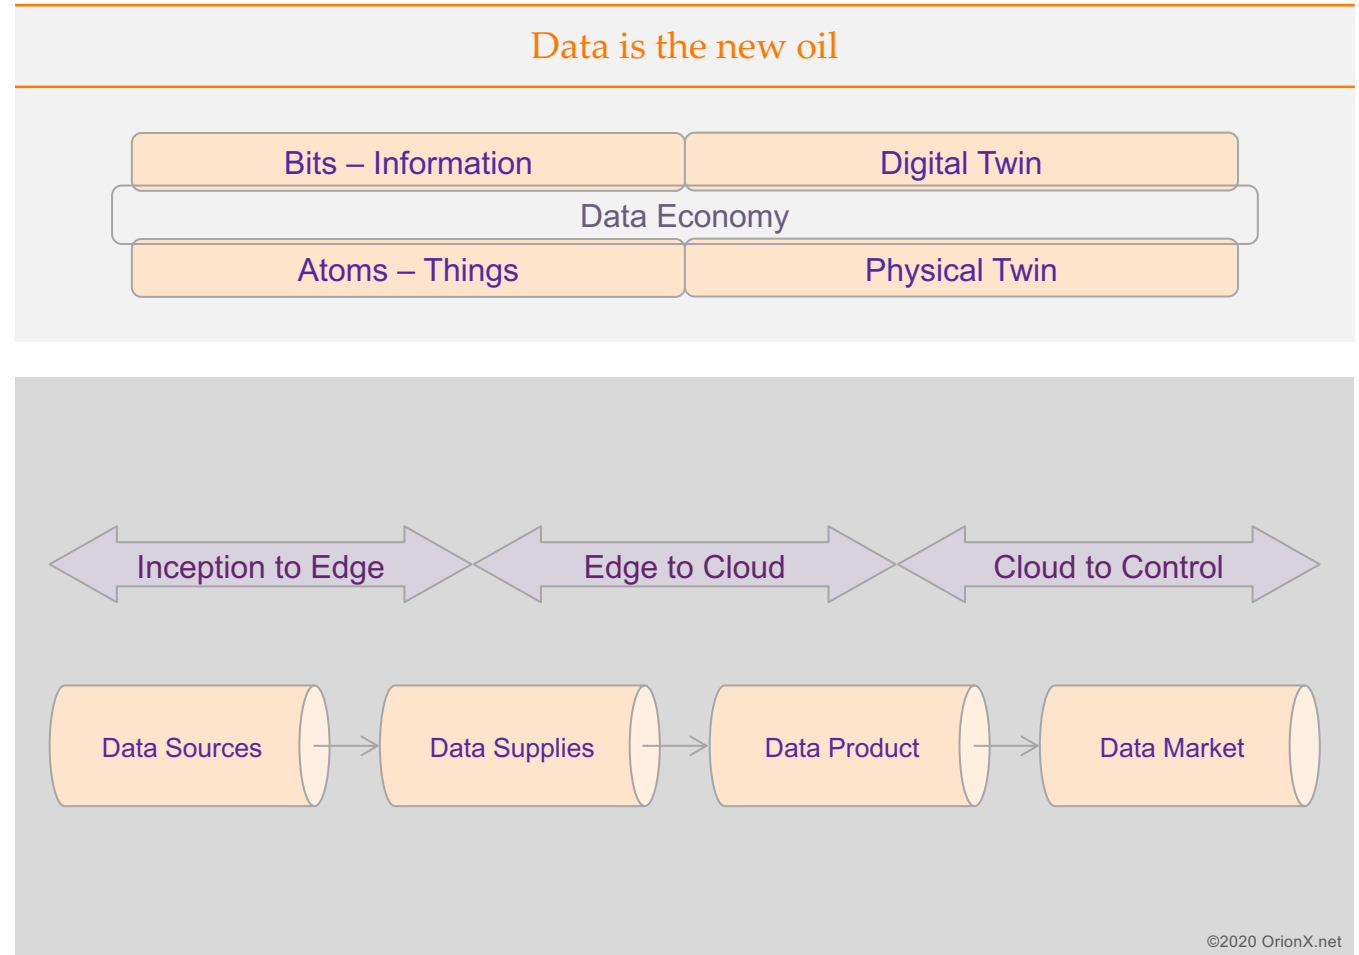 Data is the new oil
Bits – Information
Digital Twin
Data Economy
Atoms – Things
Physical Twin
Inception to Edge
Edge to Cloud
Cloud to Control
Data Sources
Data Supplies
Data Product
Data Market
©2020 OrionX.net